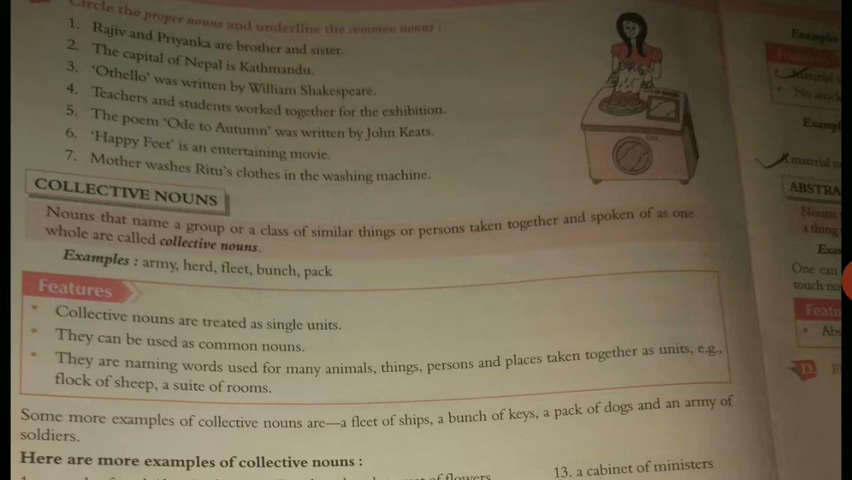 Circle the proper nouns and underline the common nouns :
1. Rajiv and Priyanka are brother and sister.
2. The capital of Nepal is Kathmandu.
3. 'Othello' was written by William Shakespeare.
4. Teachers and students worked together for the exhibition.
5. The poem 'Ode to Autumn' was written by John Keats.
6. 'Happy Feet' is an entertaining movie.
7. Mother washes Ritu's clothes in the washing machine.
COLLECTIVE NOUNS
Nouns that name a group or a class of similar things or persons taken together and spoken of as one
whole are called collective nouns.
Examples : army, herd, fleet, bunch, pack
Features
• Collective nouns are treated as single units.
• They can be used as common nouns.
• They are naming words used for many animals, things, persons and places taken together as units, e.g.,
flock of sheep, a suite of rooms.
Some more examples of collective nouns are—a fleet of ships, a bunch of keys, a pack of dogs and an army of
soldiers.
Here are more examples of collective nouns :
of flowers
13. a cabinet of ministers
Examples
Features
material
No
material
ABSTRA
Nouns
a thing
Exa
One can
touch no
Featu
• Abs
D.